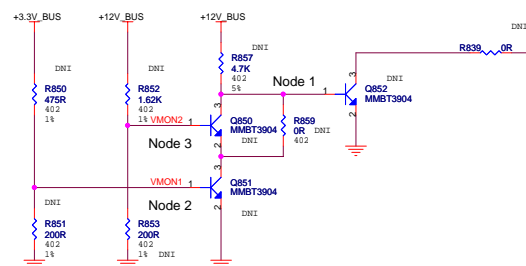 +3.3V_BUS
+12V_BUS
+12V_BUS
DNI
DNI
DNI
DNI
R850
475R
402
1%
R852
1.62K
402
1%
R857
4.7K
402
5%
R839
0R
Node 1
1
3
2
DNI
Q852
MMBT3904
VMON2
1
3
2
Q850
MMBT3904
R859
0R
402
DNI
DNI
Node 3
VMON1
1
3
2
Q851
MMBT3904
DNI
Node 2
DNI
R851
200R
402
1%
DNI
R853
200R
402
1%
DNI